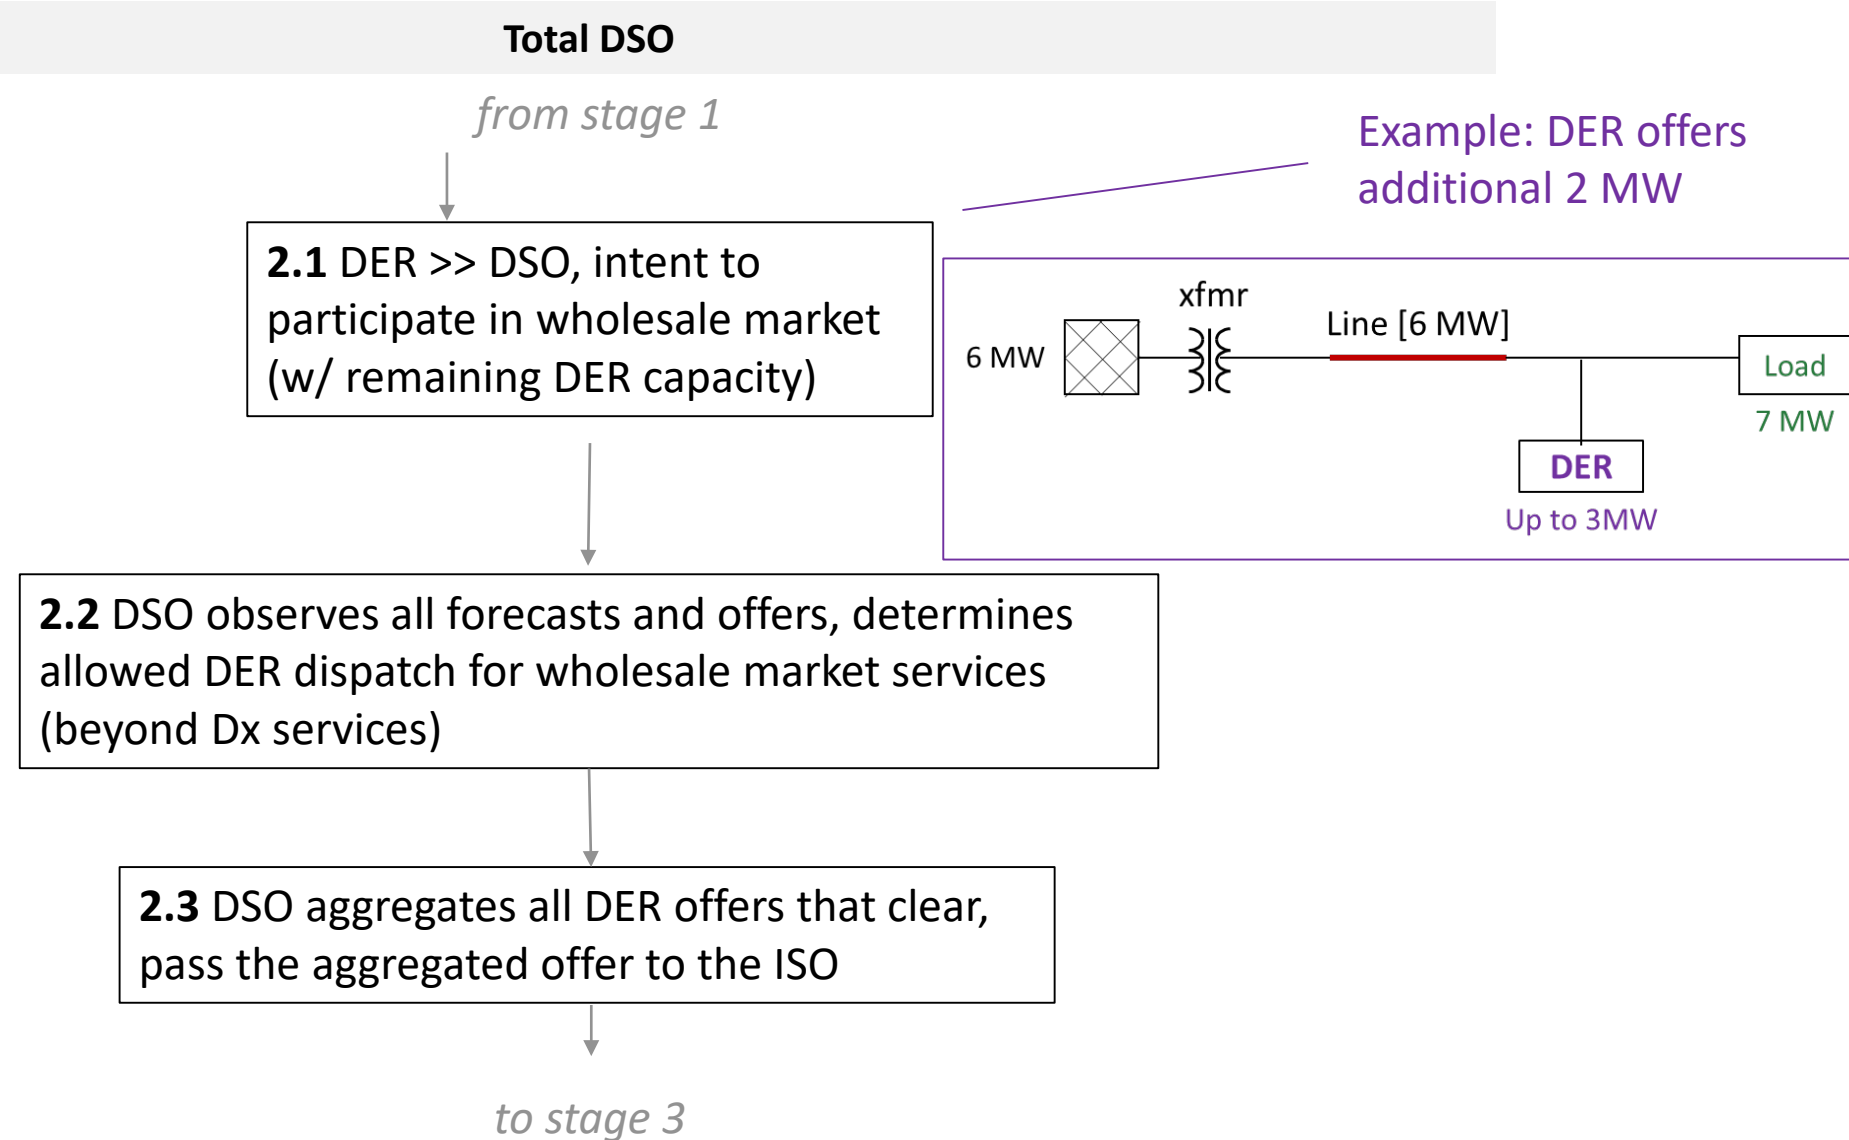 Total DSO
from stage 1
Example: DER offers
additional 2 MW
2.1 DER >> DSO, intent to
participate in wholesale market
(w/ remaining DER capacity)
xfmr
Line [6 MW]
6 MW
Load
7 MW
DER
Up to 3MW
2.2 DSO observes all forecasts and offers, determines
allowed DER dispatch for wholesale market services
(beyond Dx services)
2.3 DSO aggregates all DER offers that clear,
pass the aggregated offer to the ISO
to stage 3